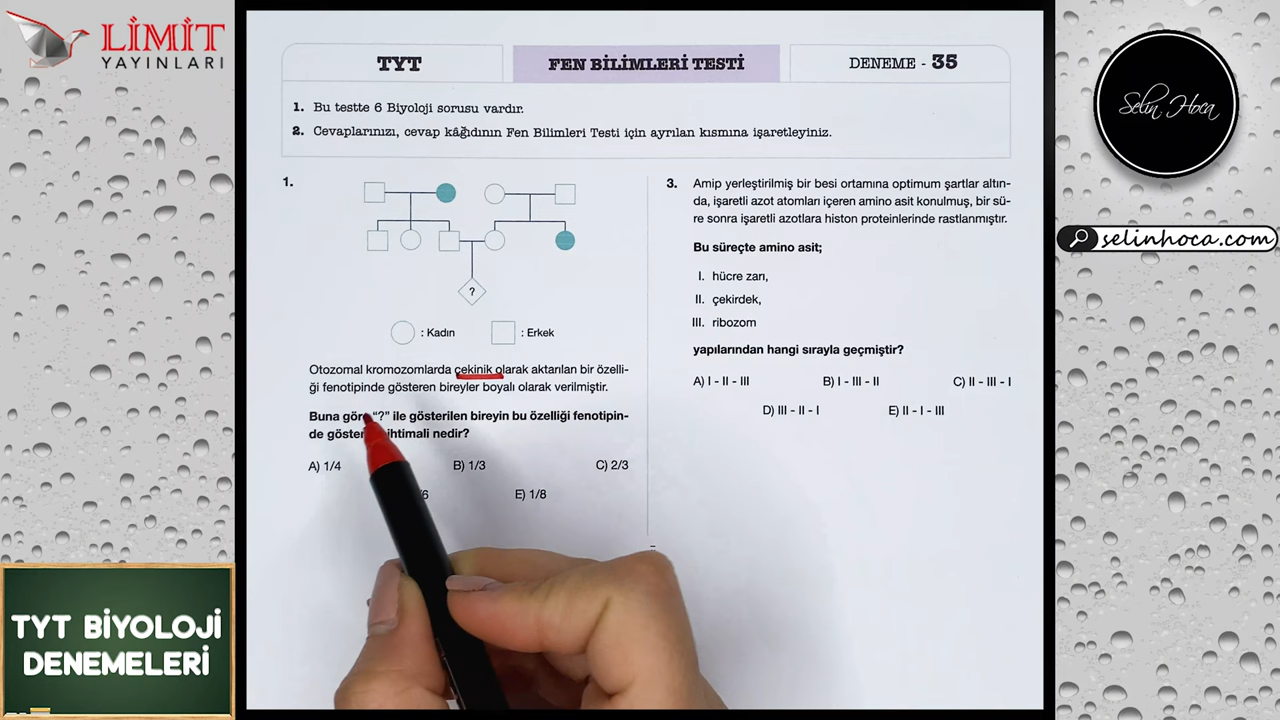 LİMİT
YAYINLARI
TYT
FEN BİLİMLERİ TESTİ
DENEME - 35
1. Bu testte 6 Biyoloji sorusu vardır.
2. Cevaplarınızı, cevap kâğıdının Fen Bilimleri Testi için ayrılan kısmına işaretleyiniz.
1.
?
: Kadın
: Erkek
Otozomal kromozomlarda çekinik olarak aktarılan bir özelli-
ği fenotipinde gösteren bireyler boyalı olarak verilmiştir.
Buna göre "?" ile gösterilen bireyin bu özelliği fenotipin-
de ihtimali nedir?
A) 1/4
B) 1/3
C) 2/3
E) 1/8
3. Amip yerleştirilmiş bir besi ortamına optimum şartlar altın-
da, işaretli azot atomları içeren amino asit konulmuş, bir sü-
re sonra işaretli azotlara histon proteinlerinde rastlanmıştır.
Bu süreçte amino asit;
I. hücre zarı,
II. çekirdek,
III. ribozom
yapılarından hangi sırayla geçmiştir?
A) I - II - III
B) I - III - II
C) II - III - I
D) III - II - I
E) II - I - III
Selin Hoca
selinhoca.com
TYT BİYOLOJİ
DENEMELERİ